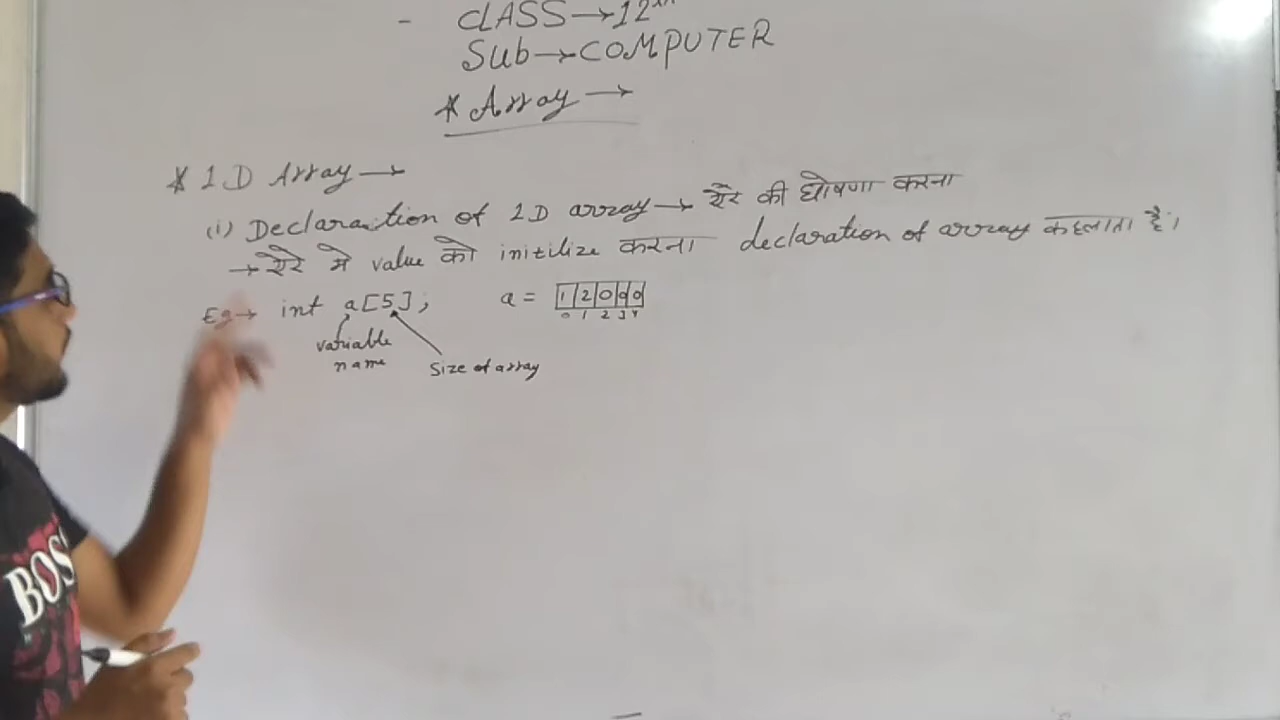 - CLASS → 12th
Sub → COMPUTER
* Array →
* 1D Array →
(i) Declaraction of 1D array → ऐरे की घोषणा करना
→ ऐरे मे value को initilize करना declaration of array कहलाता है।
Eg → int a[5]; a = 1 2 0 0 0
0 1 2 3 4
variable
name
Size of array
BOSS